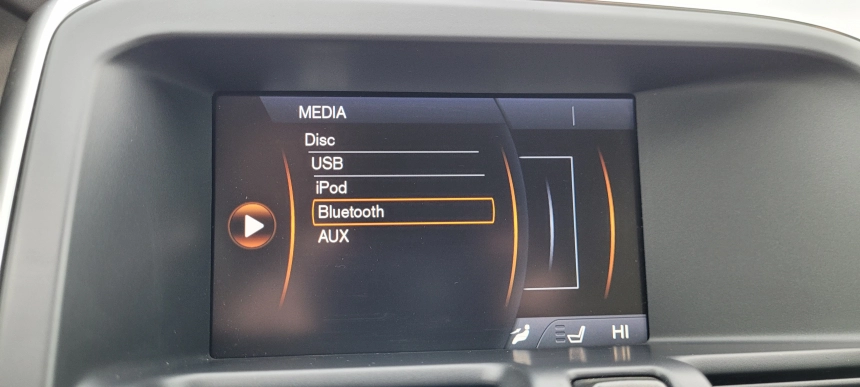 MEDIA
Disc
USB
iPod
Bluetooth
AUX
HI